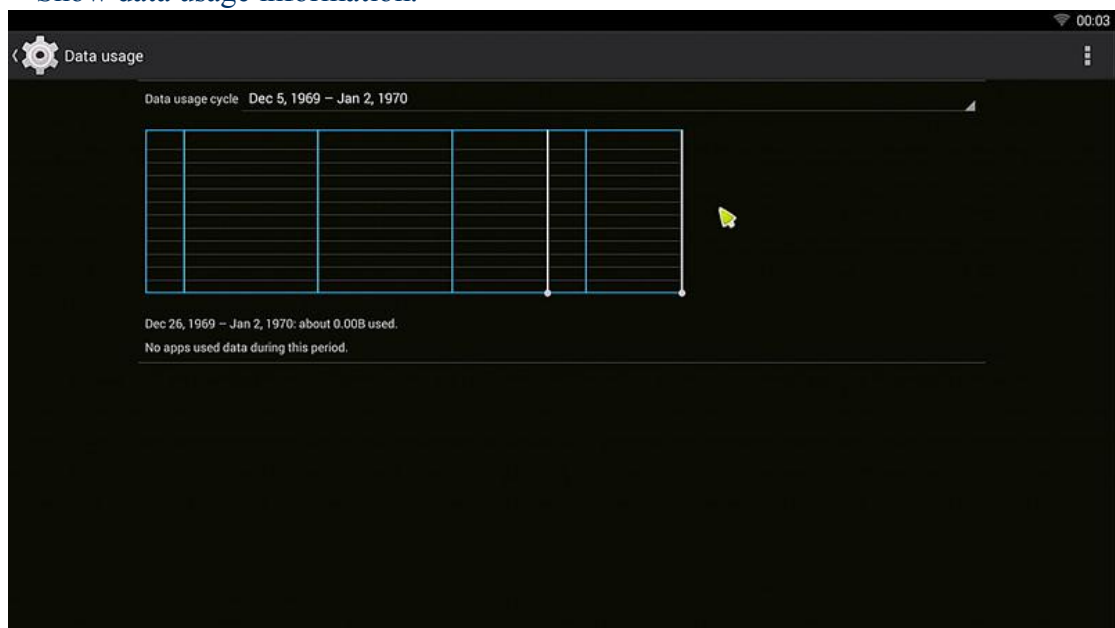 Show data usage information.
00:03
Data usage
Data usage cycle Dec 5, 1969 – Jan 2, 1970
Dec 26, 1969 – Jan 2, 1970: about 0.00B used.
No apps used data during this period.